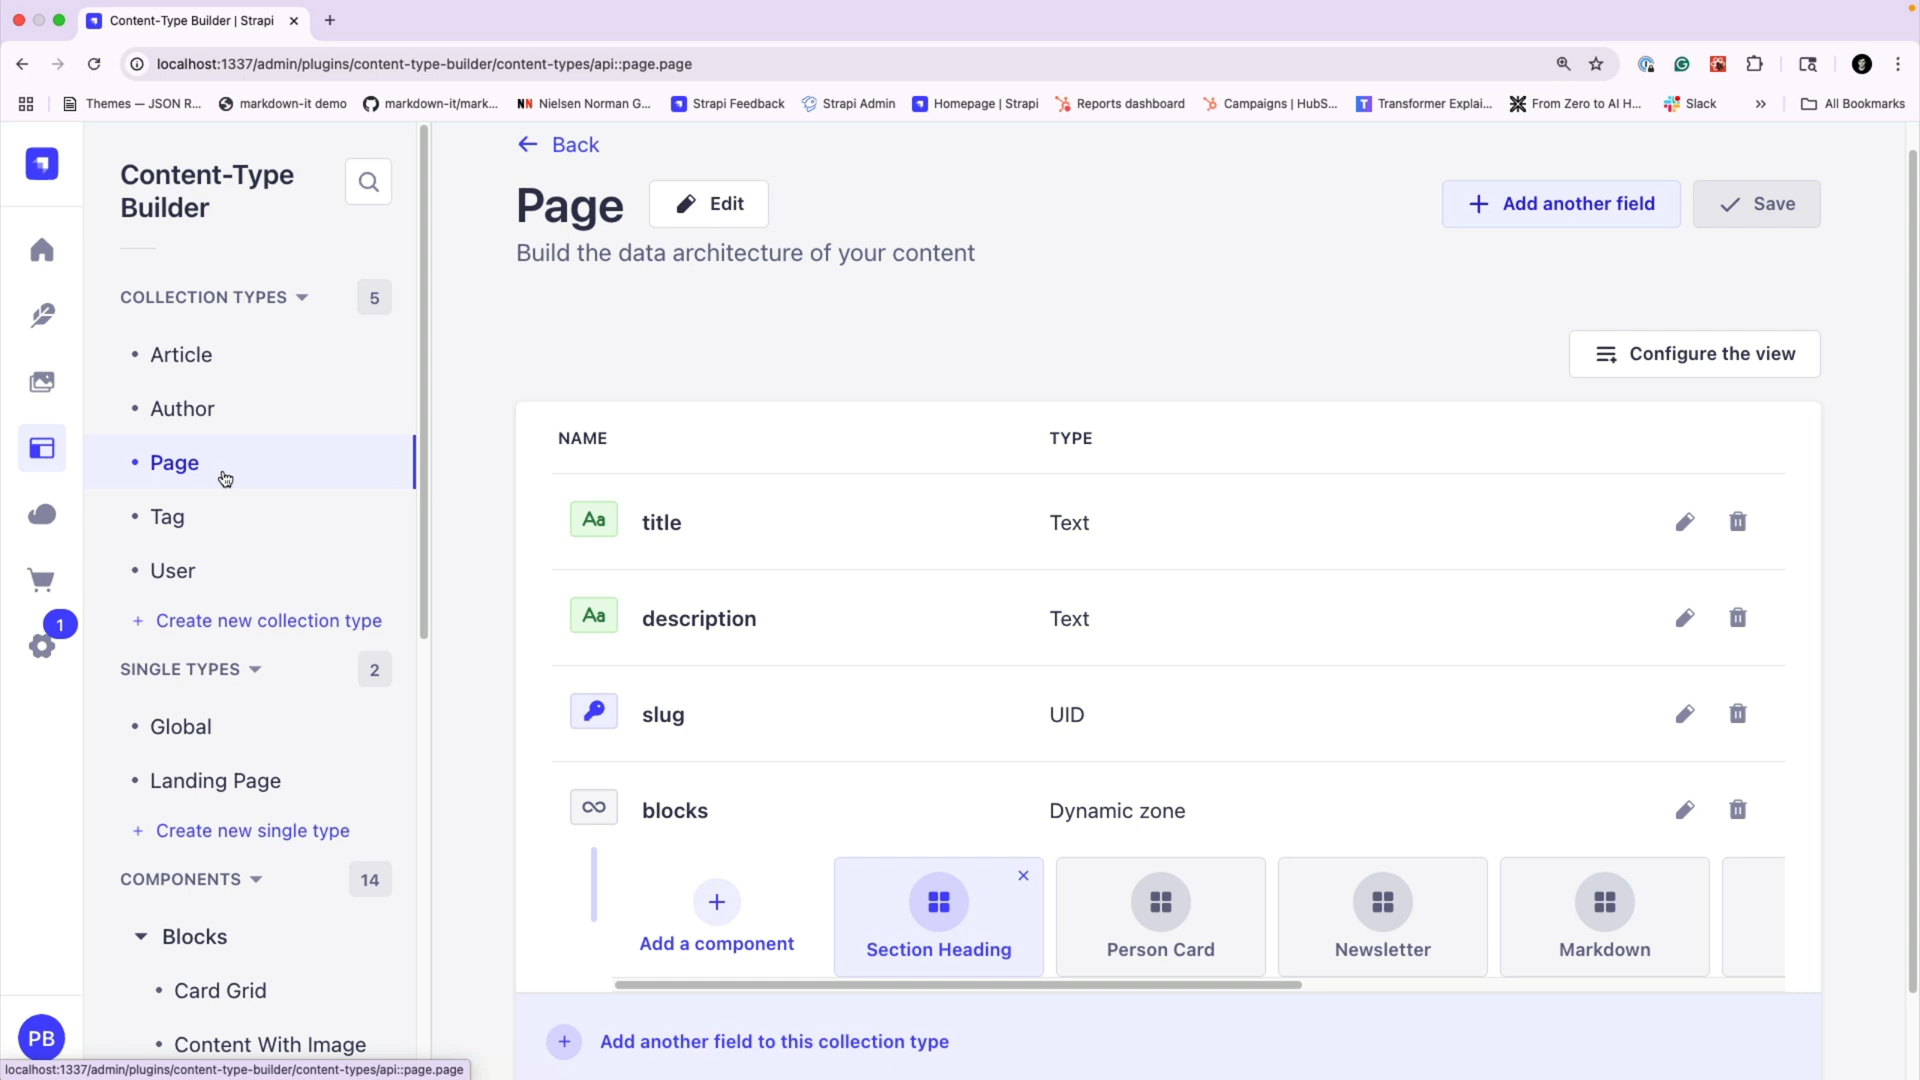 Content-Type Builder | Strapi
localhost:1337/admin/plugins/content-type-builder/content-types/api::page.page
Themes — JSON R...
markdown-it demo
markdown-it/mark...
NN Nielsen Norman G...
Strapi Feedback
Strapi Admin
Homepage | Strapi
Reports dashboard
Campaigns | HubS...
T Transformer Explai...
From Zero to AI H...
Slack
»
All Bookmarks
Content-Type
Builder
COLLECTION TYPES 5
Article
Author
Page
Tag
User
+ Create new collection type
SINGLE TYPES 2
Global
Landing Page
+ Create new single type
COMPONENTS 14
Blocks
Card Grid
Content With Image
1
PB
localhost:1337/admin/plugins/content-type-builder/content-types/api::page.page
Back
Page
Edit
Add another field
Save
Build the data architecture of your content
Configure the view
NAME TYPE
Aa title Text
Aa description Text
slug UID
blocks Dynamic zone
Add a component
Section Heading
Person Card
Newsletter
Markdown
Add another field to this collection type